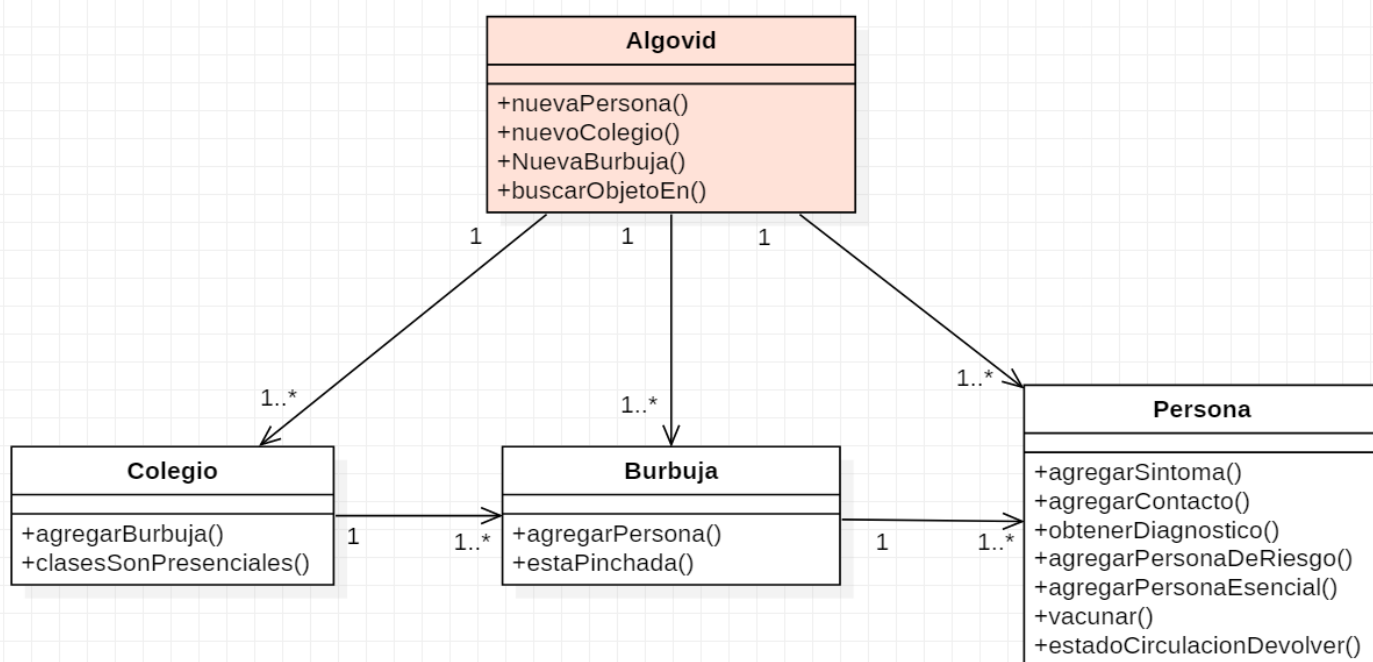 Algovid
+nuevaPersona()
+nuevoColegio()
+NuevaBurbuja()
+buscarObjetoEn()
1
1
1
1..*
1..*
1..*
Colegio
+agregarBurbuja()
+clasesSonPresenciales()
1
1..*
Burbuja
+agregarPersona()
+estaPinchada()
1
1..*
Persona
+agregarSintoma()
+agregarContacto()
+obtenerDiagnostico()
+agregarPersonaDeRiesgo()
+agregarPersonaEsencial()
+vacunar()
+estadoCirculacionDevolver()